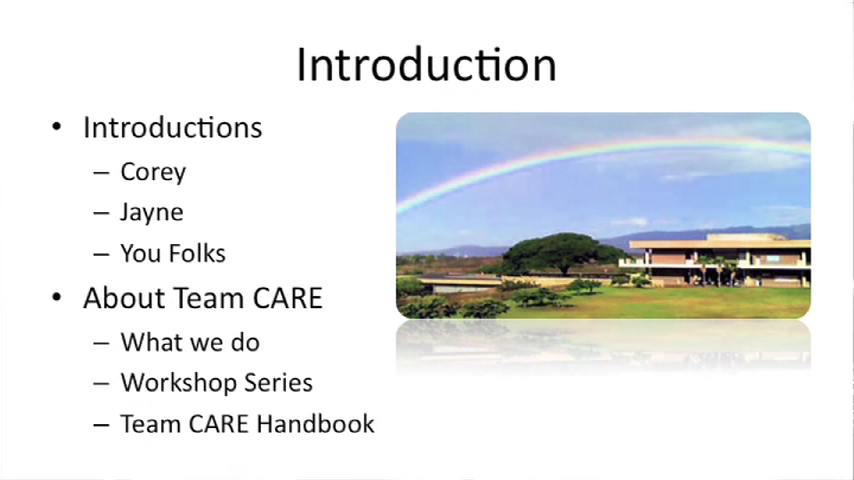 Introduction
• Introductions
– Corey
– Jayne
– You Folks
• About Team CARE
– What we do
– Workshop Series
– Team CARE Handbook